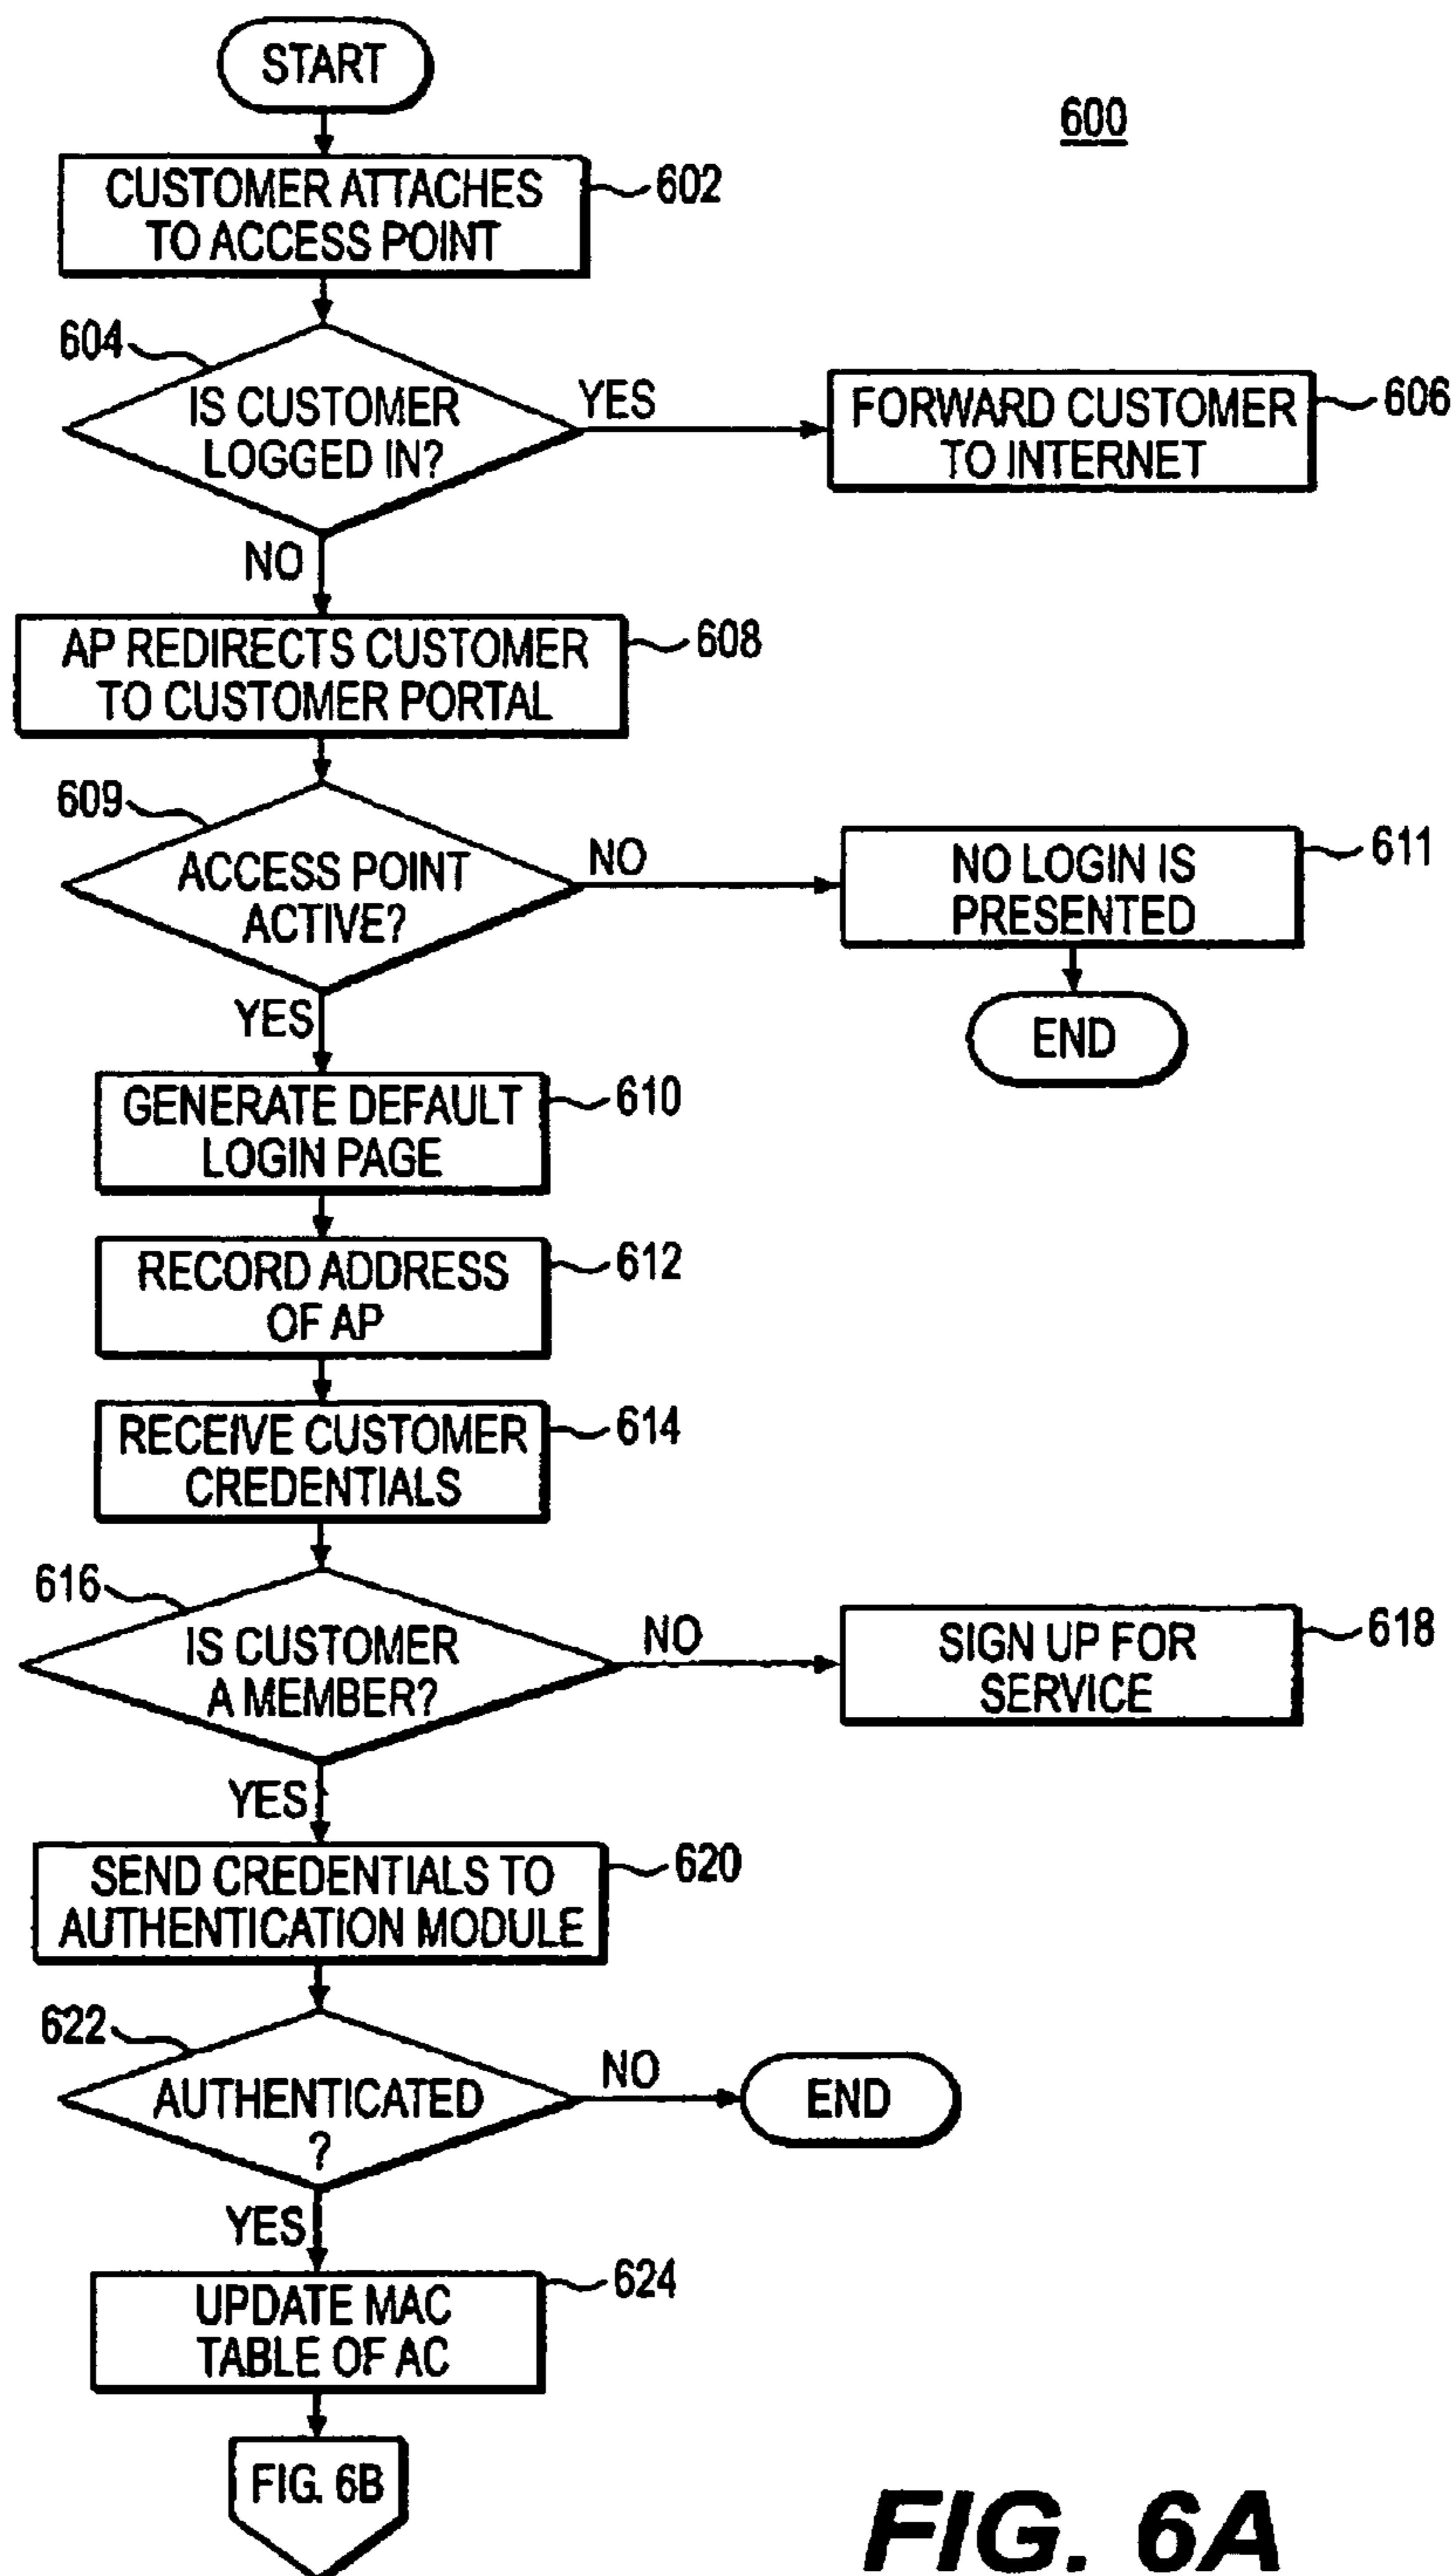 START
600
CUSTOMER ATTACHES
TO ACCESS POINT
602
604
IS CUSTOMER
LOGGED IN?
YES
FORWARD CUSTOMER
TO INTERNET
606
NO
AP REDIRECTS CUSTOMER
TO CUSTOMER PORTAL
608
609
ACCESS POINT
ACTIVE?
NO
NO LOGIN IS
PRESENTED
611
END
YES
GENERATE DEFAULT
LOGIN PAGE
610
RECORD ADDRESS
OF AP
612
RECEIVE CUSTOMER
CREDENTIALS
614
616
IS CUSTOMER
A MEMBER?
NO
SIGN UP FOR
SERVICE
618
YES
SEND CREDENTIALS TO
AUTHENTICATION MODULE
620
622
AUTHENTICATED
?
NO
END
YES
UPDATE MAC
TABLE OF AC
624
FIG. 6B
FIG. 6A